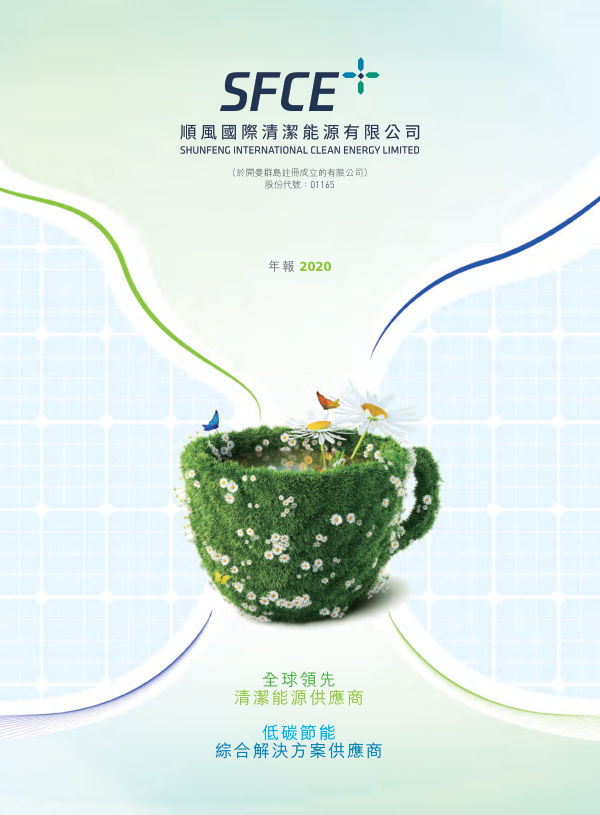 SFCE
順風國際清潔能源有限公司
SHUNFENG INTERNATIONAL CLEAN ENERGY LIMITED
（於開曼群島註冊成立的有限公司）
股份代號：01165
年報 2020
全球領先
清潔能源供應商
低碳節能
綜合解決方案供應商